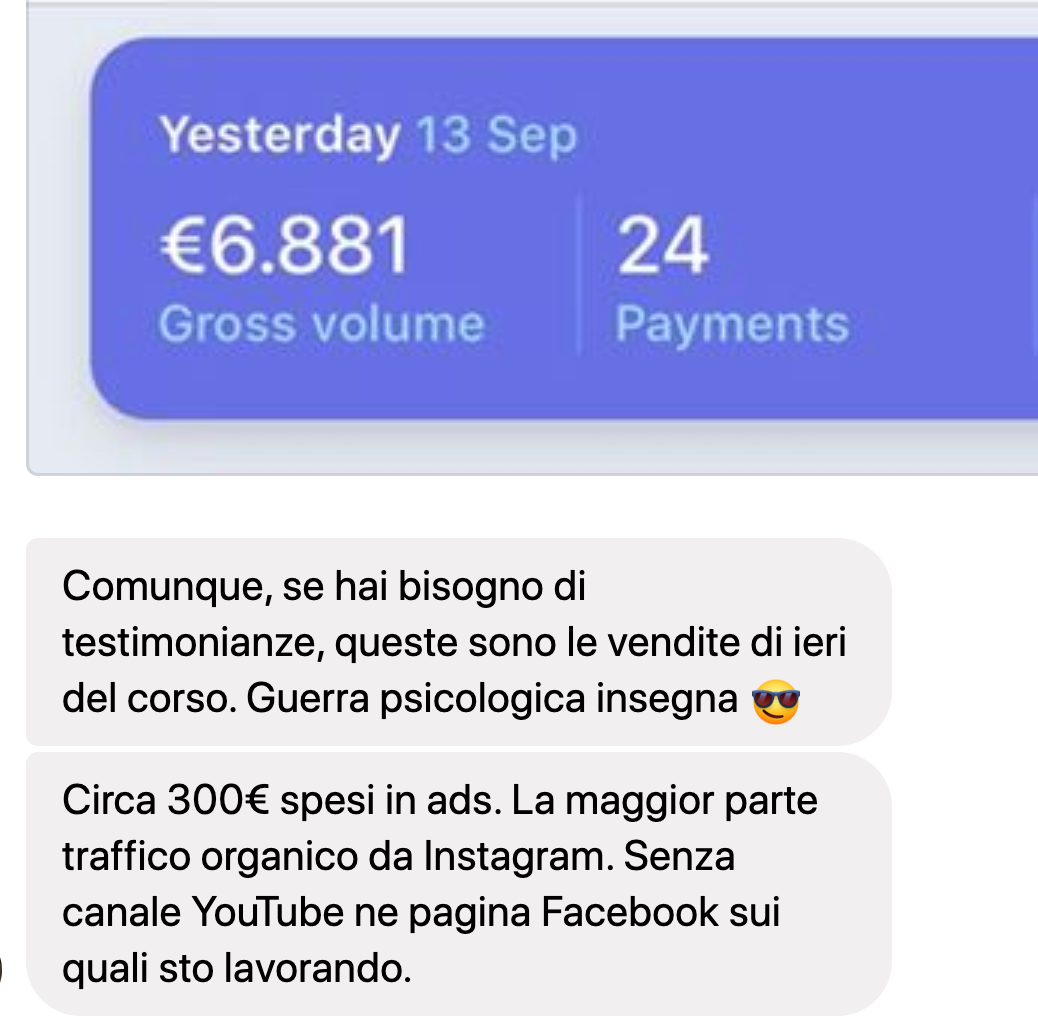 Yesterday 13 Sep
€6.881 24
Gross volume Payments
Comunque, se hai bisogno di
testimonianze, queste sono le vendite di ieri
del corso. Guerra psicologica insegna 😎
Circa 300€ spesi in ads. La maggior parte
traffico organico da Instagram. Senza
canale YouTube ne pagina Facebook sui
quali sto lavorando.